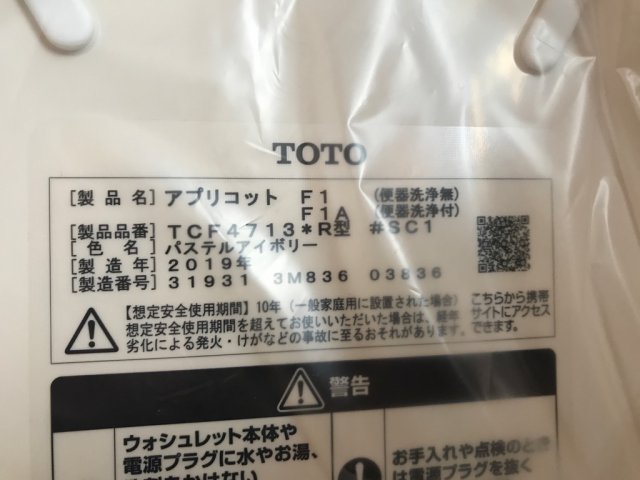 TOTO
[製品名] アプリコット F1 (便器洗浄無)
F1A (便器洗浄付)
[製品品番] TCF4713*R型 #SC1
[色名] パステルアイボリー
[製造年] 2019年
[製造番号] 31931 3M836 03836
【想定安全使用期間】10年(一般家庭用に設置された場合)
想定安全使用期間を超えてお使いいただいた場合は、経年
劣化による発火・けがなどの事故に至るおそれがあります。
こちらから携帯
サイトにアクセス
できます。
警告
ウォシュレット本体や
電源プラグに水やお湯、
お手入れや点検のとき
は電源プラグを抜く